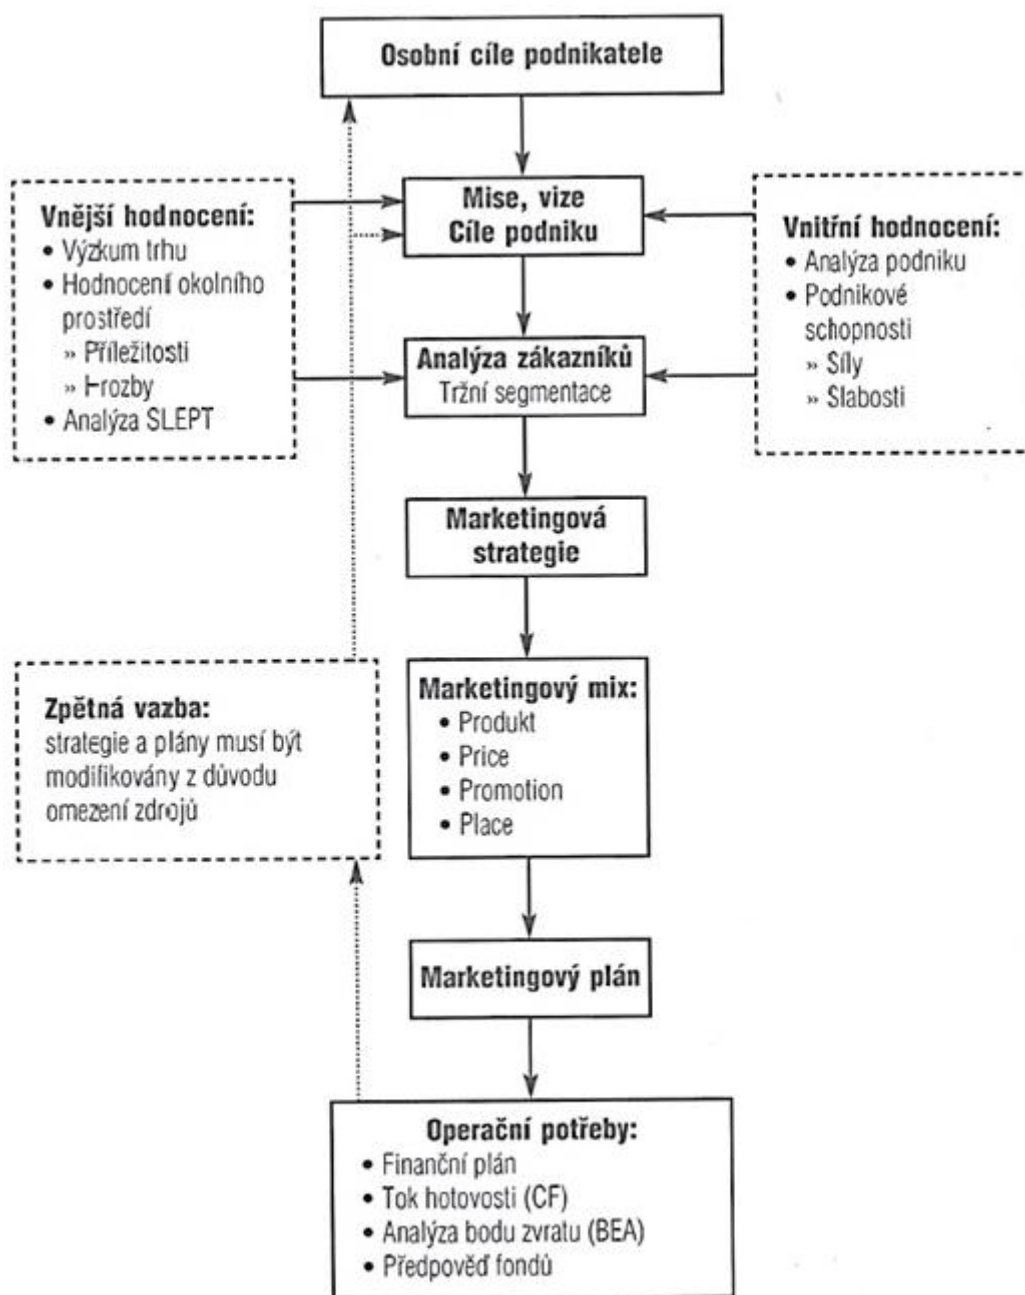 Osobní cíle podnikatele
Mise, vize
Cíle podniku
Vnější hodnocení:
• Výzkum trhu
• Hodnocení okolního
prostředí
» Příležitosti
» Hrozby
• Analýza SLEPT
Vnitřní hodnocení:
• Analýza podniku
• Podnikové
schopnosti
» Síly
» Slabosti
Analýza zákazníků
Tržní segmentace
Marketingová
strategie
Zpětná vazba:
strategie a plány musí být
modifikovány z důvodu
omezení zdrojů
Marketingový mix:
• Produkt
• Price
• Promotion
• Place
Marketingový plán
Operační potřeby:
• Finanční plán
• Tok hotovosti (CF)
• Analýza bodu zvratu (BEA)
• Předpověď fondů